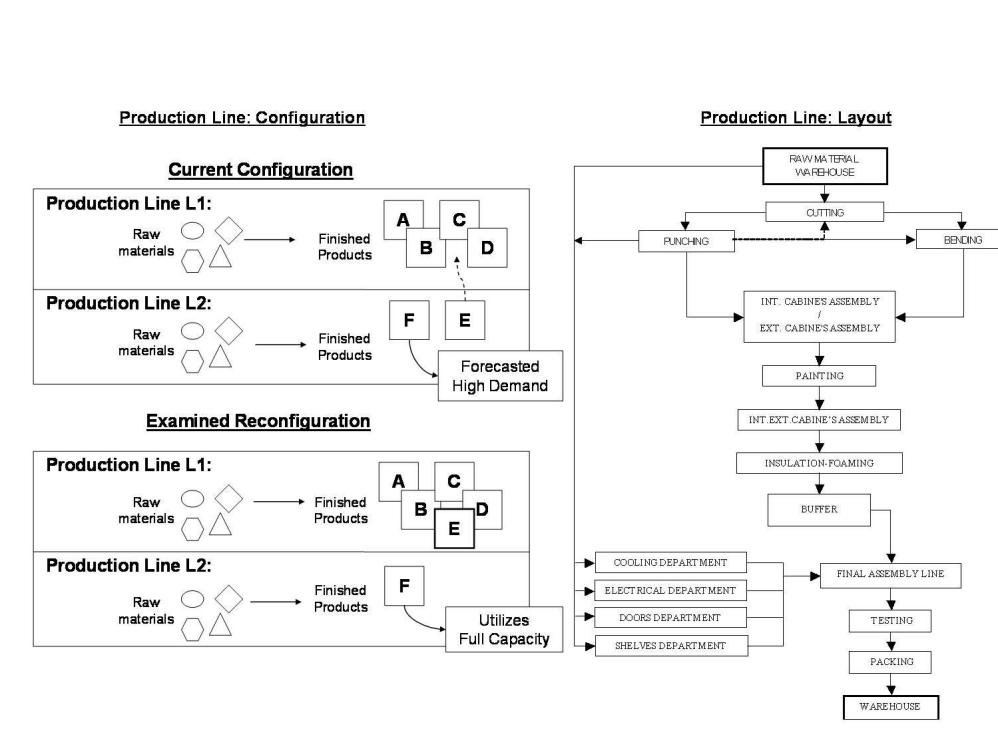 Production Line: Configuration
Current Configuration
Production Line L1:
Raw
materials
Finished
Products
A
C
B
D
Production Line L2:
Raw
materials
Finished
Products
F
E
Forecasted
High Demand
Examined Reconfiguration
Production Line L1:
Raw
materials
Finished
Products
A
C
B
D
E
Production Line L2:
Raw
materials
Finished
Products
F
Utilizes
Full Capacity
Production Line: Layout
RAW MATERIAL
WAREHOUSE
CUTTING
PUNCHING
BENDING
INT. CABINE'S ASSEMBLY
/
EXT. CABINE'S ASSEMBLY
PAINTING
INT.EXT.CABINE'S ASSEMBLY
INSULATION-FOAMING
BUFFER
COOLING DEPARTMENT
ELECTRICAL DEPARTMENT
DOORS DEPARTMENT
SHELVES DEPARTMENT
FINAL ASSEMBLY LINE
TESTING
PACKING
WAREHOUSE